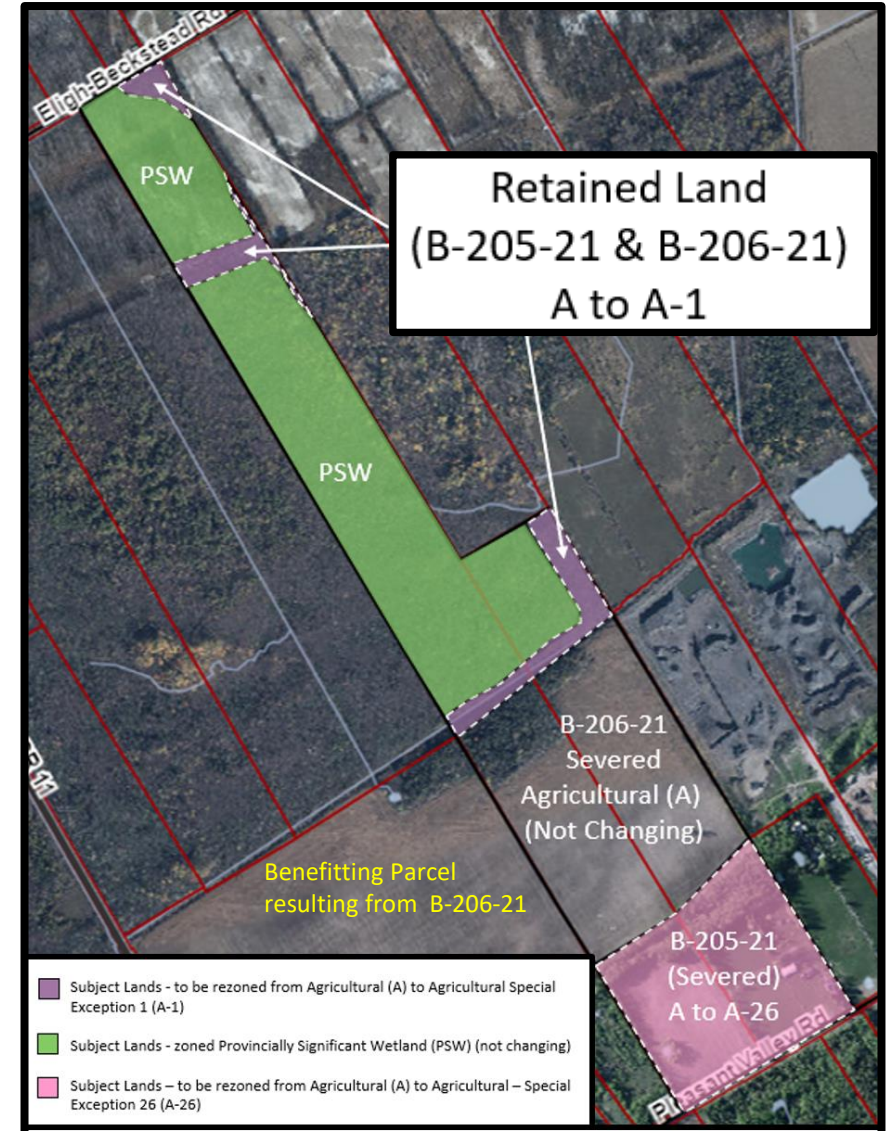 Eligh-Beckstead Rd
PSW
Retained Land
(B-205-21 & B-206-21)
A to A-1
PSW
B-206-21
Severed
Agricultural (A)
(Not Changing)
Benefitting Parcel
resulting from B-206-21
B-205-21
(Severed)
A to A-26
Pleasant Valley Rd
Subject Lands - to be rezoned from Agricultural (A) to Agricultural Special
Exception 1 (A-1)
Subject Lands - zoned Provincially Significant Wetland (PSW) (not changing)
Subject Lands – to be rezoned from Agricultural (A) to Agricultural – Special
Exception 26 (A-26)